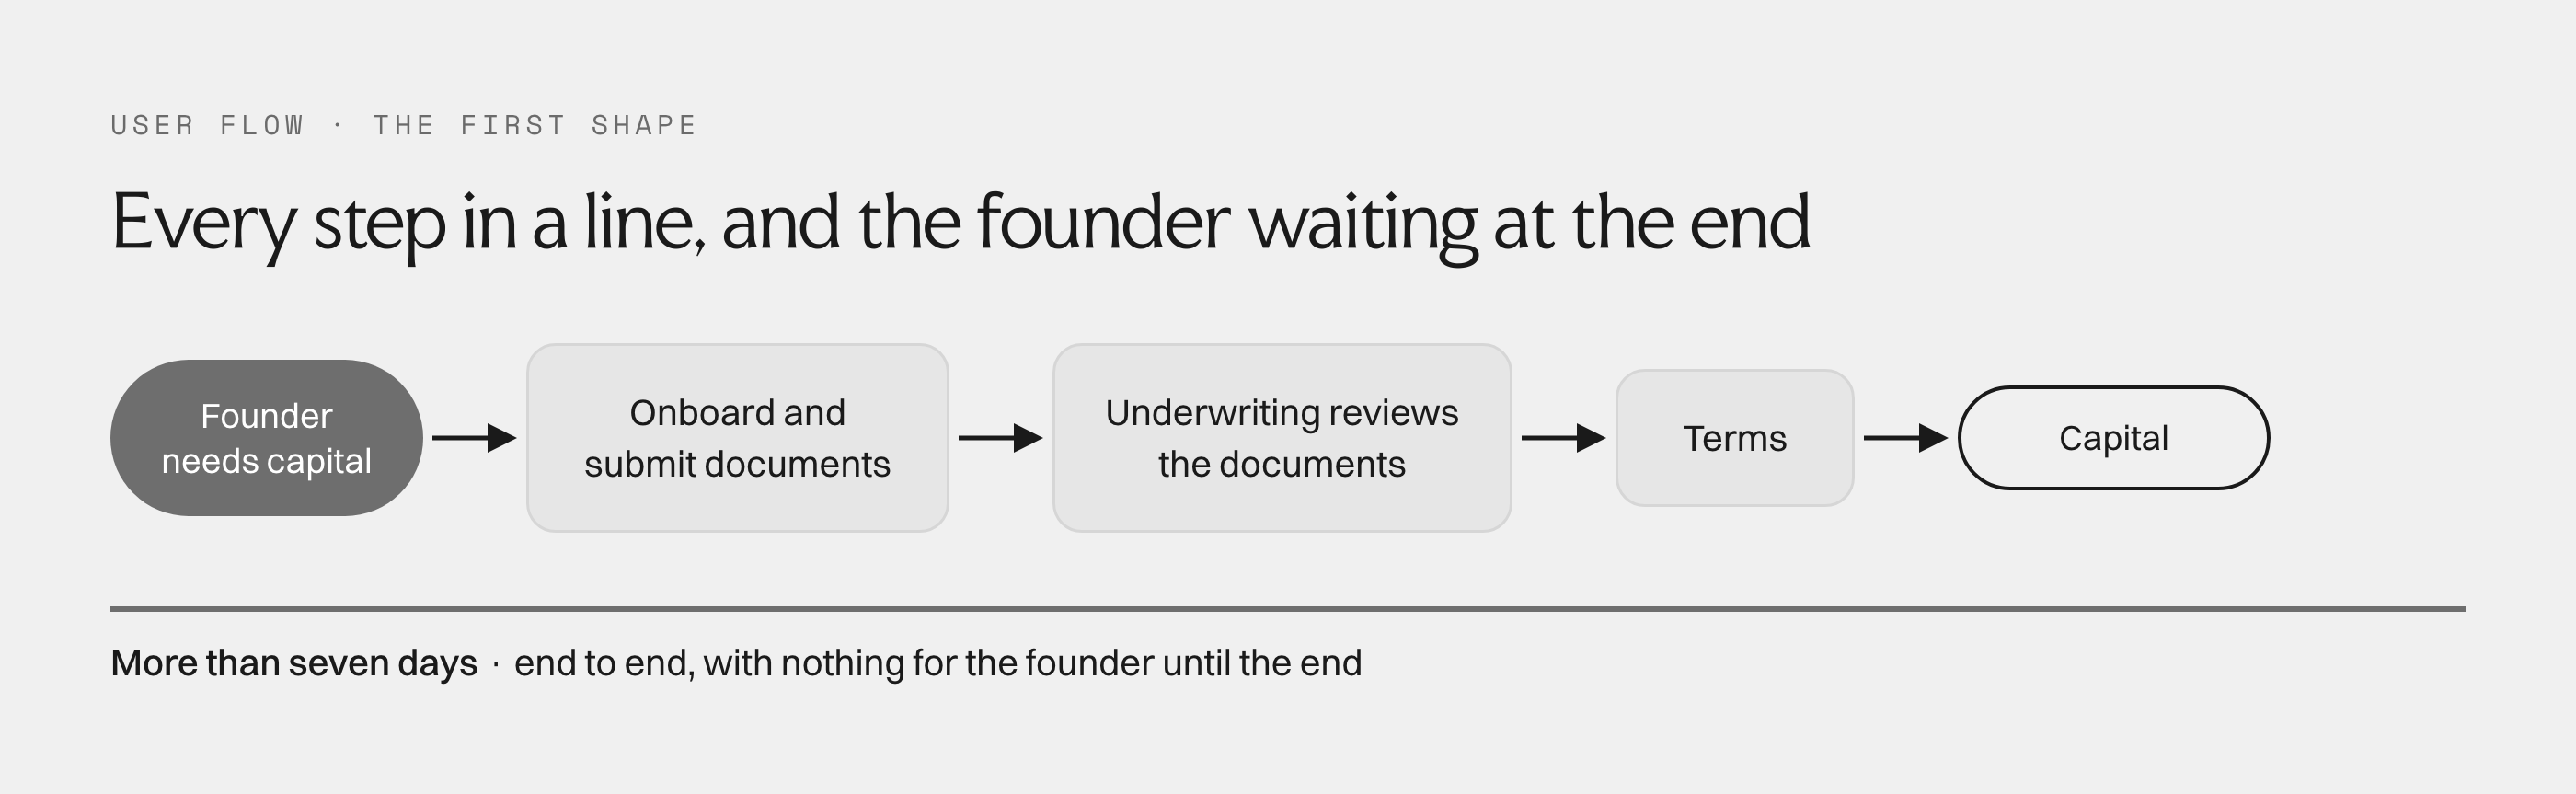 USER FLOW · THE FIRST SHAPE
Every step in a line, and the founder waiting at the end
Founder
needs capital
Onboard and
submit documents
Underwriting reviews
the documents
Terms
Capital
More than seven days · end to end, with nothing for the founder until the end